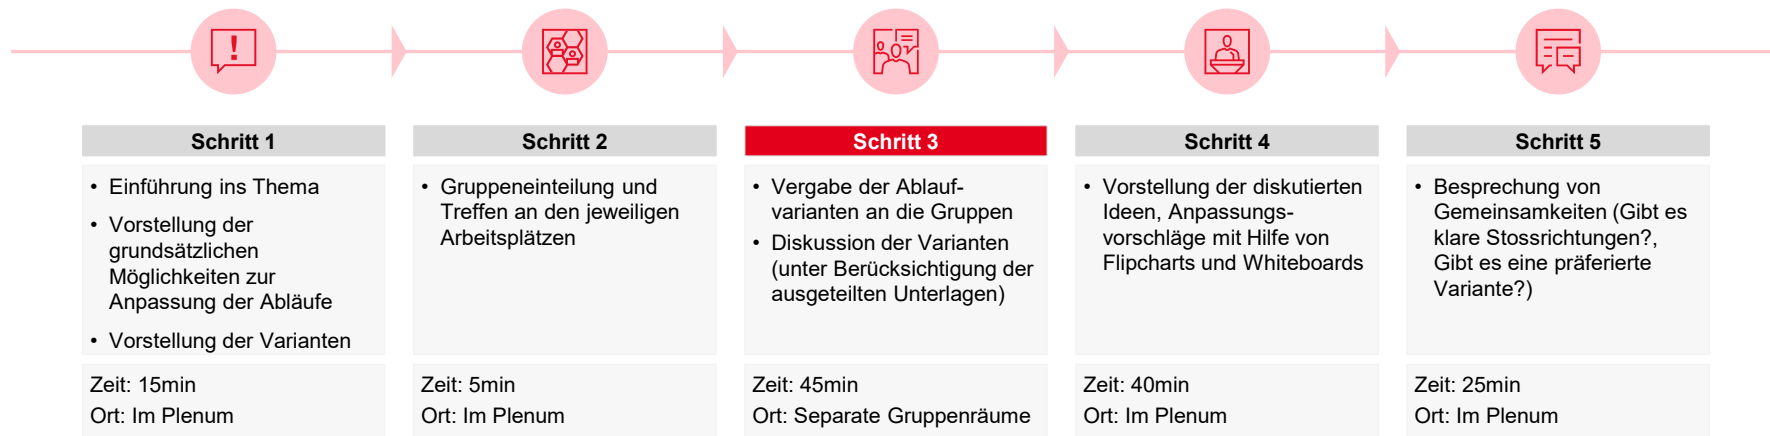 !
Schritt 1
• Einführung ins Thema
• Vorstellung der
grundsätzlichen
Möglichkeiten zur
Anpassung der Abläufe
• Vorstellung der Varianten
Zeit: 15min
Ort: Im Plenum
Schritt 2
• Gruppeneinteilung und
Treffen an den jeweiligen
Arbeitsplätzen
Zeit: 5min
Ort: Im Plenum
Schritt 3
• Vergabe der Ablauf-
varianten an die Gruppen
• Diskussion der Varianten
(unter Berücksichtigung der
ausgeteilten Unterlagen)
Zeit: 45min
Ort: Separate Gruppenräume
Schritt 4
• Vorstellung der diskutierten
Ideen, Anpassungs-
vorschläge mit Hilfe von
Flipcharts und Whiteboards
Zeit: 40min
Ort: Im Plenum
Schritt 5
• Besprechung von
Gemeinsamkeiten (Gibt es
klare Stossrichtungen?,
Gibt es eine präferierte
Variante?)
Zeit: 25min
Ort: Im Plenum